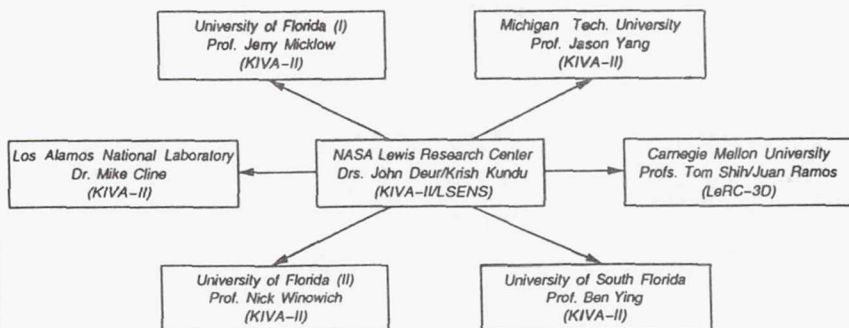 University of Florida (I)
Prof. Jerry Micklow
(KIVA-II)
Michigan Tech. University
Prof. Jason Yang
(KIVA-II)
Los Alamos National Laboratory
Dr. Mike Cline
(KIVA-II)
NASA Lewis Research Center
Drs. John Deur/Krish Kundu
(KIVA-II/LSENS)
Carnegie Mellon University
Profs. Tom Shih/Juan Ramos
(LeRC-3D)
University of Florida (II)
Prof. Nick Winowich
(KIVA-II)
University of South Florida
Prof. Ben Ying
(KIVA-II)